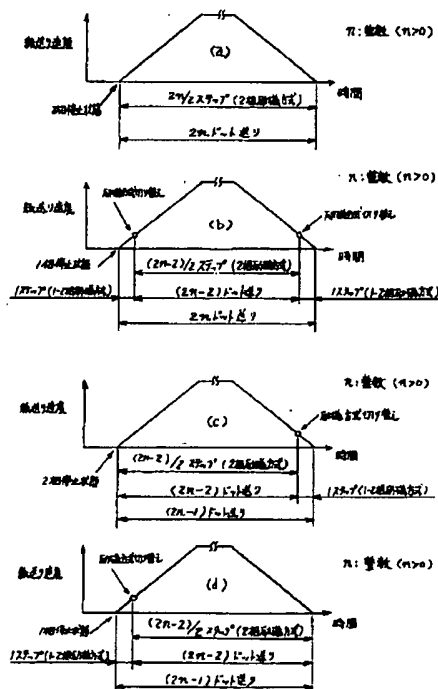 (a)
n:整数(n>0)
紙送り速度
時間
2相停止状態
2n/2ステップ(2相励磁方式)
2nドット送り
n:整数(n>0)
紙送り速度
励磁方式切り替え
励磁方式切り替え
(b)
1相停止状態
時間
(2n-2)/2ステップ(2相励磁方式)
1ステップ(1-2相励磁方式)
(2n-2)ドット送り
1ステップ(1-2相励磁方式)
2nドット送り
n:整数(n>0)
紙送り速度
(c)
励磁方式切り替え
2相停止状態
時間
(2n-2)/2ステップ(2相励磁方式)
(2n-2)ドット送り
1ステップ(1-2相励磁方式)
(2n-1)ドット送り
n:整数(n>0)
紙送り速度
励磁方式切り替え
(d)
1相停止状態
時間
(2n-2)/2ステップ(2相励磁方式)
1ステップ(1-2相励磁方式)
(2n-2)ドット送り
(2n-1)ドット送り